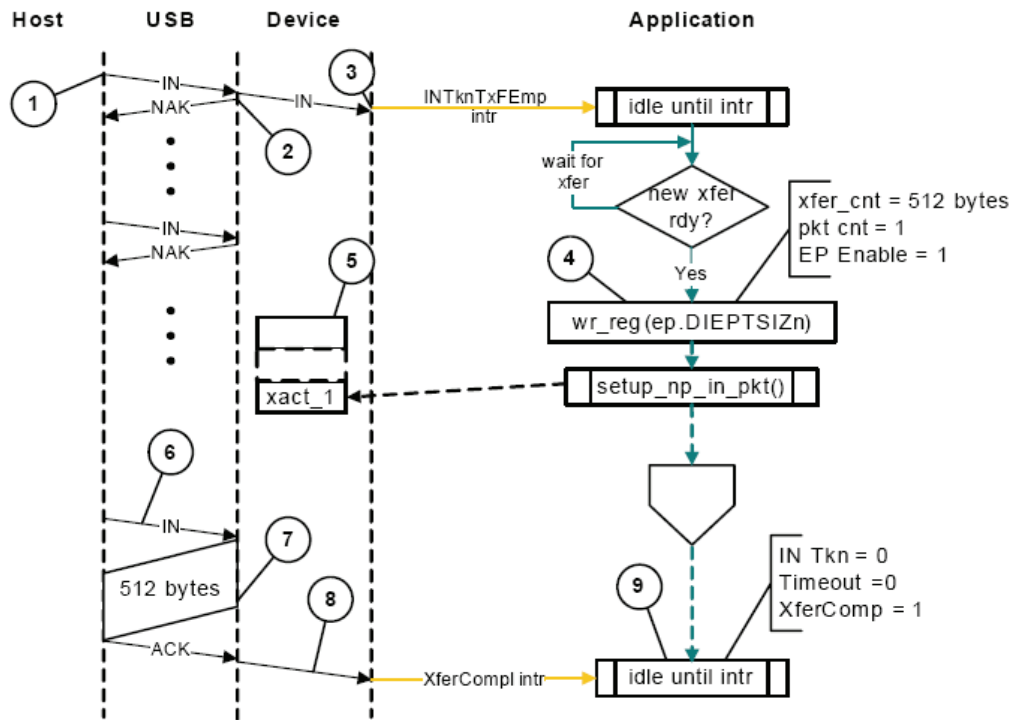 Host USB Device Application
1
IN
NAK
2
IN
3
INTknTxFEmp
intr
idle until intr
wait for
xfer
new xfer
rdy?
xfer_cnt = 512 bytes
pkt cnt = 1
EP Enable = 1
IN
NAK
4
Yes
5
wr_reg(ep.DIEPTSIZn)
xact_1
setup_np_in_pkt()
6
IN
7
512 bytes
8
ACK
XferCompl intr
9
IN Tkn = 0
Timeout =0
XferComp = 1
idle until intr